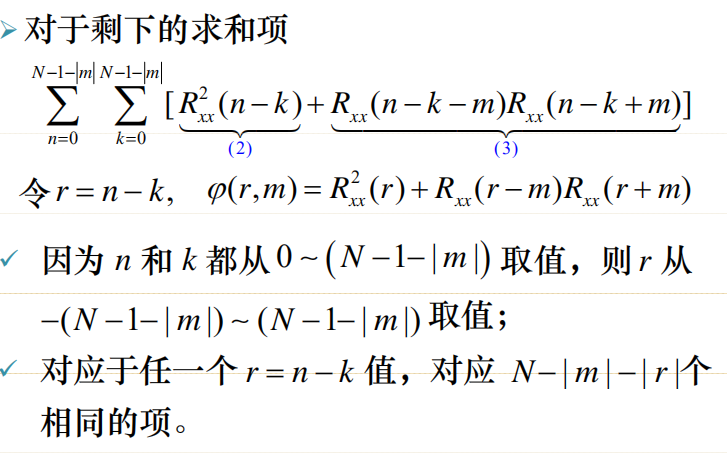 ➢对于剩下的求和项
$\sum_{n=0}^{N-1-|m|} \sum_{k=0}^{N-1-|m|} [\underbrace{R_{xx}^2(n-k)}_{(2)} + \underbrace{R_{xx}(n-k-m)R_{xx}(n-k+m)}_{(3)}]$
令 $r=n-k$, $\varphi(r,m)=R_{xx}^2(r)+R_{xx}(r-m)R_{xx}(r+m)$
✓ 因为 n 和 k 都从 0 ~ (N −1−| m |) 取值，则 r 从
−(N −1−| m |) ~ (N −1−| m |) 取值；
✓ 对应于任一个 r = n − k 值，对应 N−| m |−| r |个
相同的项。